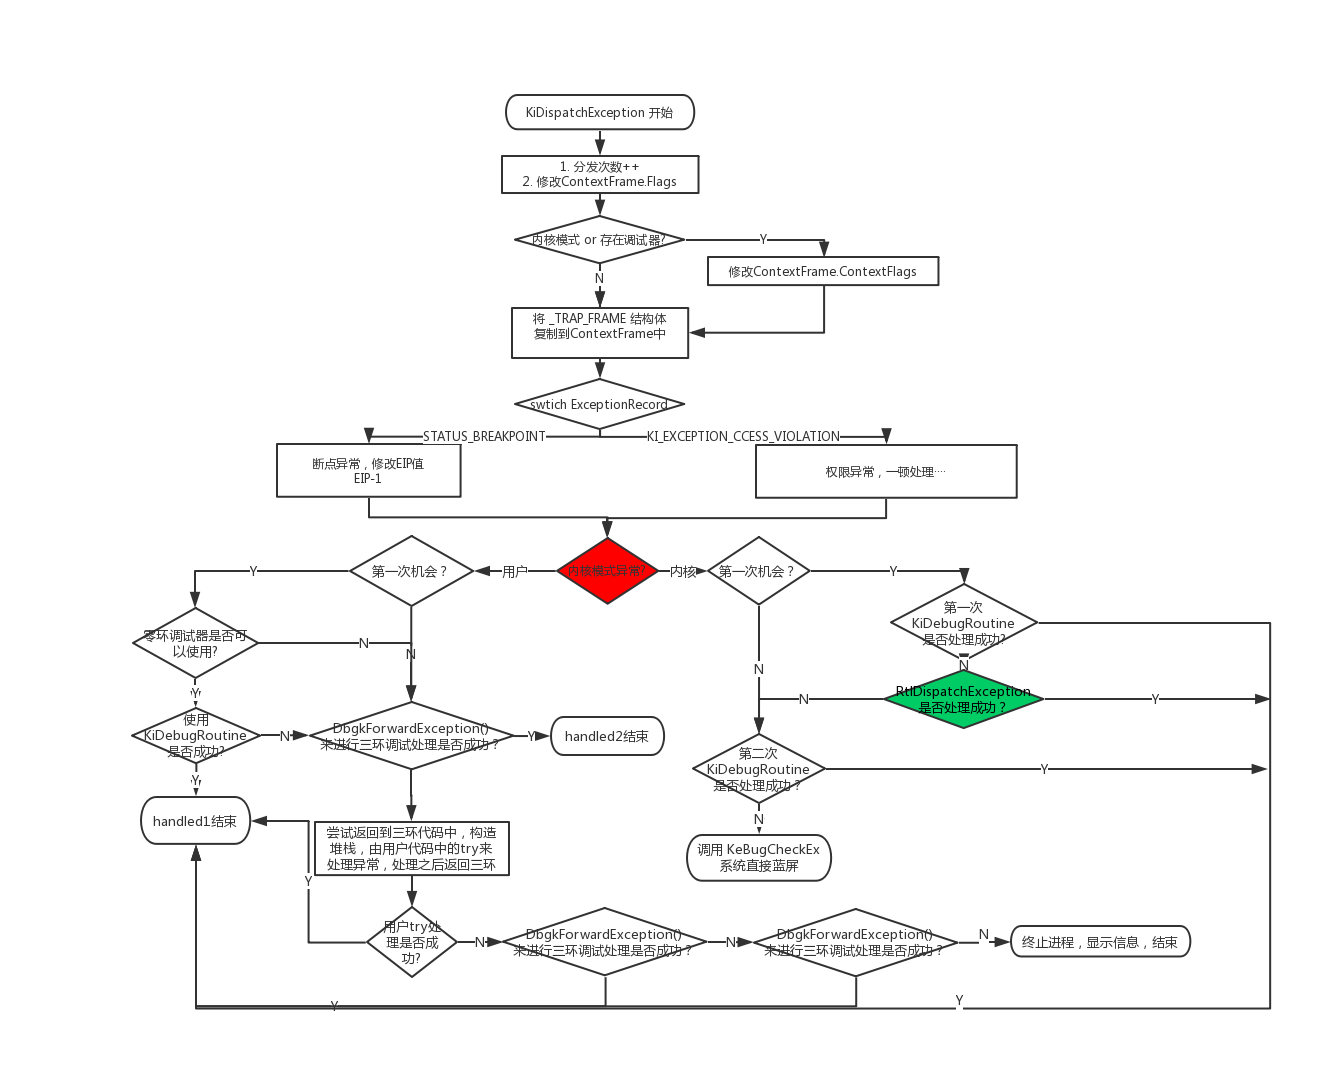 KiDispatchException 开始
1. 分发次数++
2. 修改ContextFrame.Flags
内核模式 or 存在调试器?
Y
N
修改ContextFrame.ContextFlags
将 _TRAP_FRAME 结构体
复制到ContextFrame中
swtich ExceptionRecord
STATUS_BREAKPOINT
KI_EXCEPTION_CCESS_VIOLATION
断点异常，修改EIP值
EIP-1
权限异常，一顿处理····
Y
第一次机会？
用户
内核模式异常?
内核
第一次机会？
Y
第一次
KiDebugRoutine
是否处理成功?
零环调试器是否可
以使用?
N
N
N
N
Y
RtlDispatchException
是否处理成功？
N
Y
使用
KiDebugRoutine
是否成功?
N
DbgkForwardException()
来进行三环调试处理是否成功？
Y
handled2结束
第二次
KiDebugRoutine
是否处理成功？
Y
Y
N
handled1结束
尝试返回到三环代码中，构造
堆栈，由用户代码中的try来
处理异常，处理之后返回三环
调用 KeBugCheckEx
系统直接蓝屏
Y
用户try处
理是否成
功?
N
DbgkForwardException()
来进行三环调试处理是否成功？
N
DbgkForwardException()
来进行三环调试处理是否成功？
N
终止进程，显示信息，结束
Y
Y